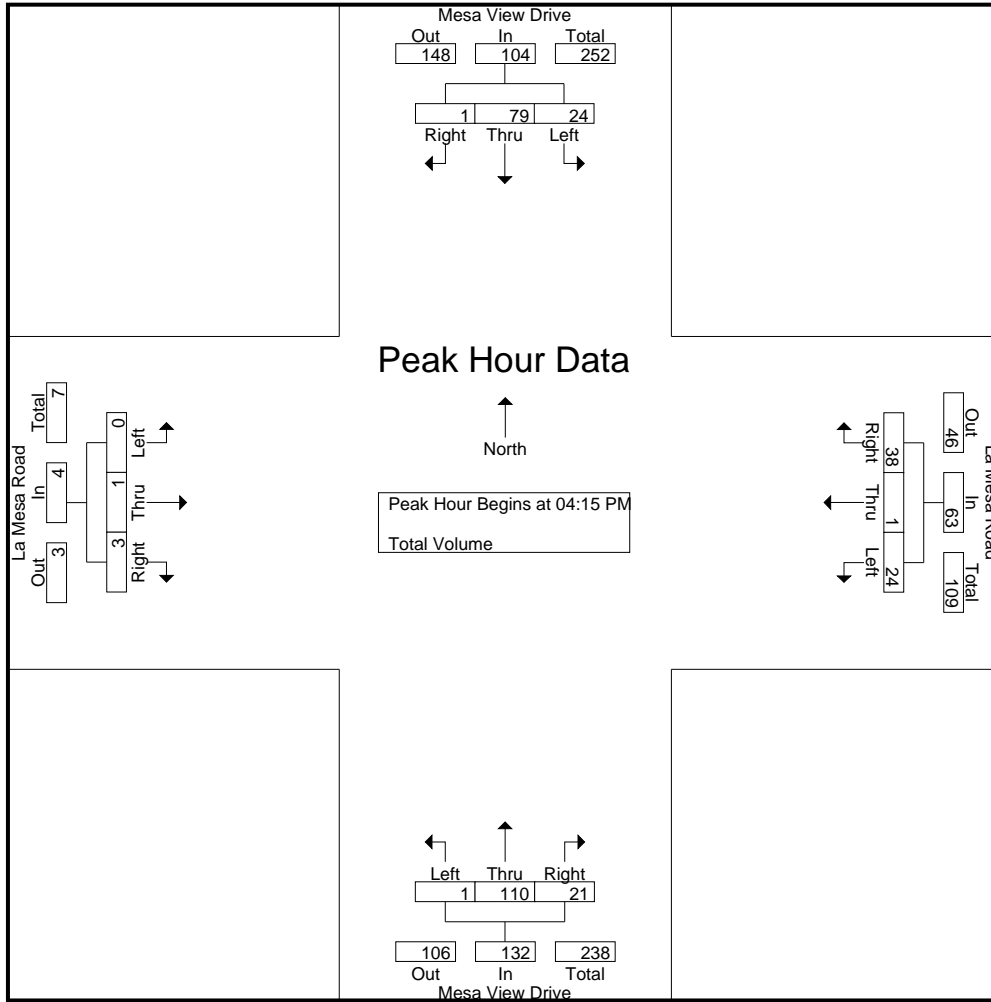 Mesa View Drive
Out In Total
148 104 252
1 79 24
Right Thru Left
Peak Hour Data
North
Peak Hour Begins at 04:15 PM
Total Volume
La Mesa Road
Total In Out
7 4 3
0 1 3
Left Thru Right
La Mesa Road
Out In Total
46 63 109
38 1 24
Right Thru Left
Left Thru Right
1 110 21
106 132 238
Out In Total
Mesa View Drive